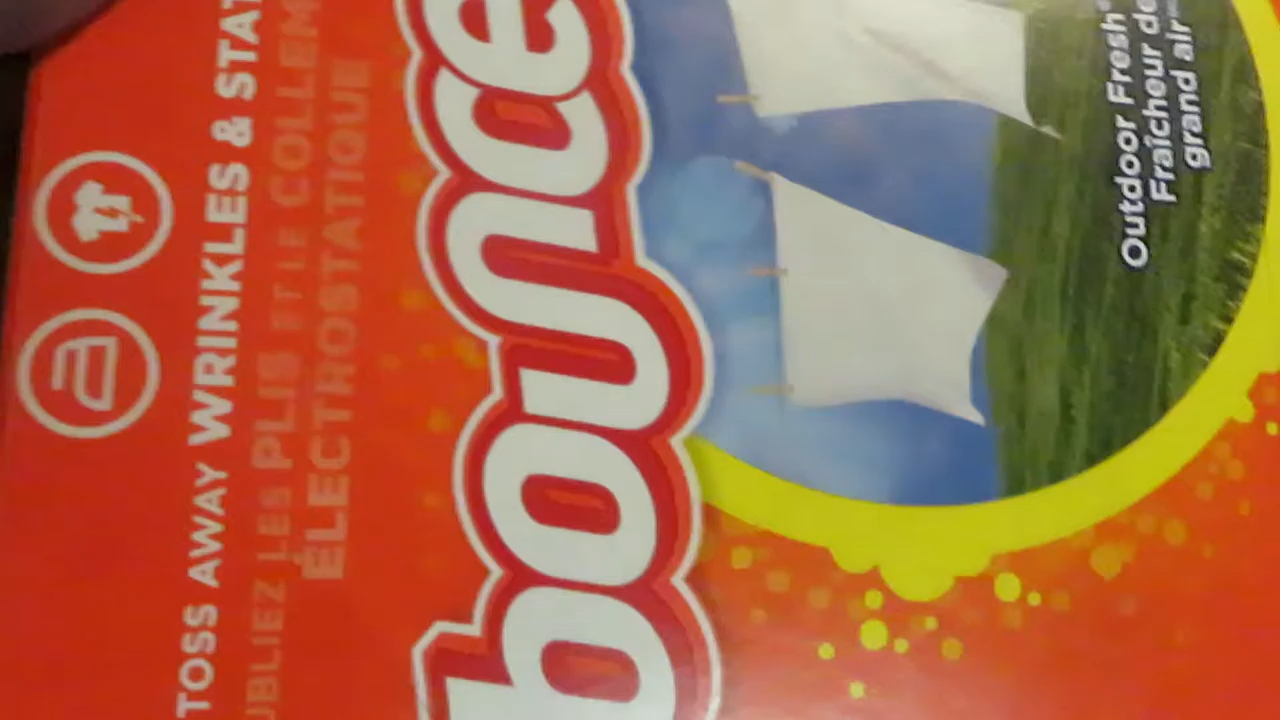 TOSS AWAY WRINKLES & STAT
UBLIEZ LES PLIS ET LE COLLEM
ÉLECTROSTATIQUE
bounce
Outdoor Fresh®
Fraîcheur de
grand air